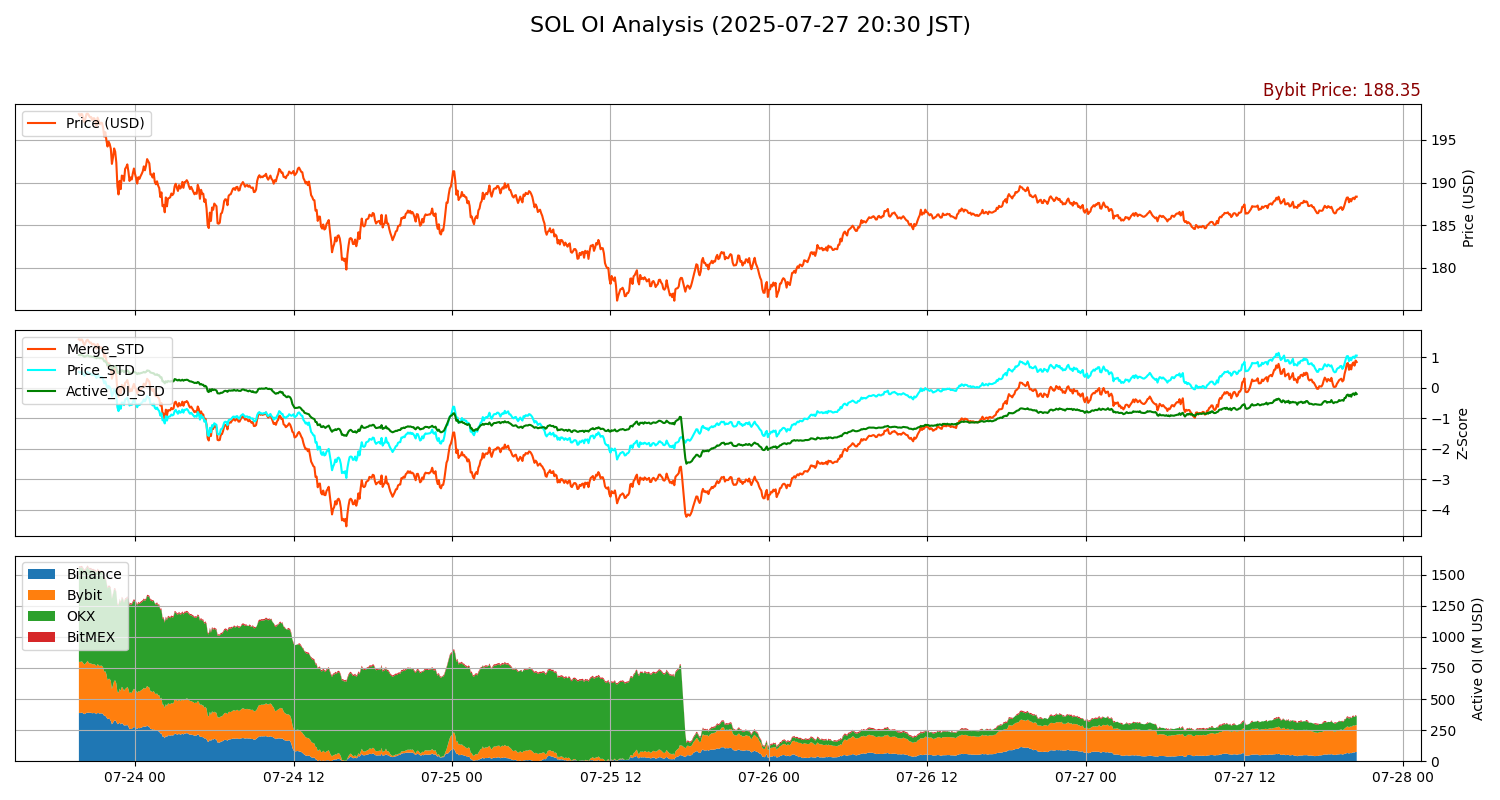 SOL OI Analysis (2025-07-27 20:30 JST)
Bybit Price: 188.35
Price (USD)
195
190
185
180
Price (USD)
Merge_STD
Price_STD
Active_OI_STD
1
0
−1
−2
−3
−4
Z-Score
Binance
Bybit
OKX
BitMEX
1500
1250
1000
750
500
250
0
Active OI (M USD)
07-24 00
07-24 12
07-25 00
07-25 12
07-26 00
07-26 12
07-27 00
07-27 12
07-28 00